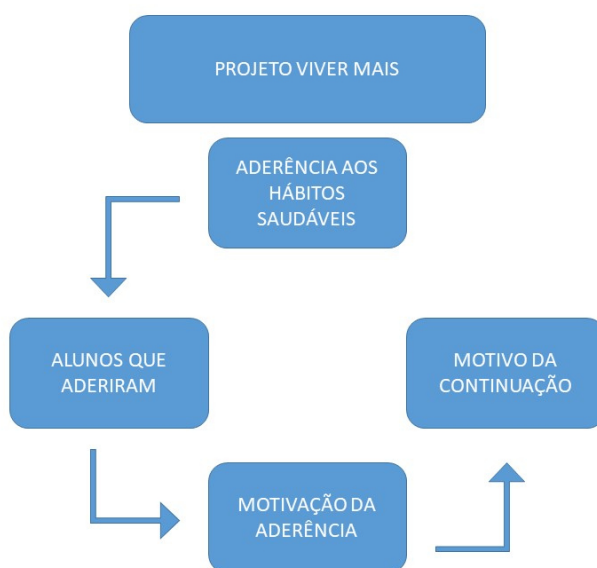 PROJETO VIVER MAIS
ADERÊNCIA AOS
HÁBITOS
SAUDÁVEIS
ALUNOS QUE
ADERIRAM
MOTIVO DA
CONTINUAÇÃO
MOTIVAÇÃO DA
ADERÊNCIA